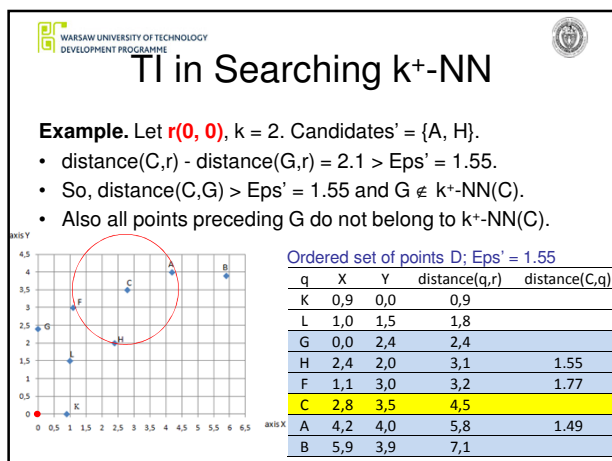 WARSAW UNIVERSITY OF TECHNOLOGY
DEVELOPMENT PROGRAMME
TI in Searching k+-NN
Example. Let r(0, 0), k = 2. Candidates' = {A, H}.
• distance(C,r) - distance(G,r) = 2.1 > Eps' = 1.55.
• So, distance(C,G) > Eps' = 1.55 and G ∉ k+-NN(C).
• Also all points preceding G do not belong to k+-NN(C).
axis Y
4,5
4
3,5
3
2,5
2
1,5
1
0,5
0
A
B
C
F
G
H
L
K
0 0,5 1 1,5 2 2,5 3 3,5 4 4,5 5 5,5 6 6,5
axis X
Ordered set of points D; Eps' = 1.55
q X Y distance(q,r) distance(C,q)
K 0,9 0,0 0,9
L 1,0 1,5 1,8
G 0,0 2,4 2,4
H 2,4 2,0 3,1 1.55
F 1,1 3,0 3,2 1.77
C 2,8 3,5 4,5
A 4,2 4,0 5,8 1.49
B 5,9 3,9 7,1